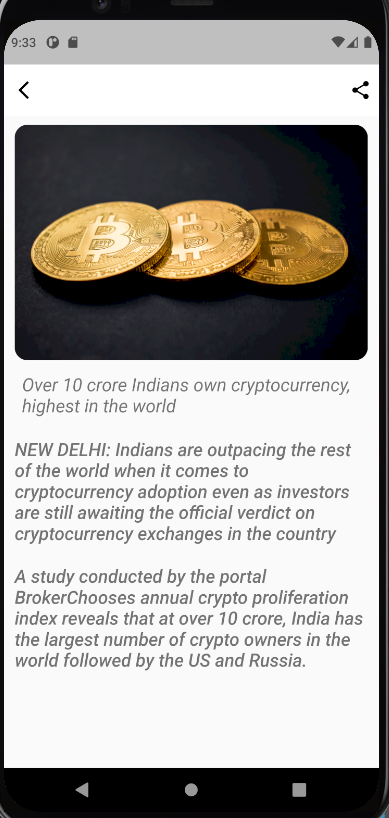 9:33
Over 10 crore Indians own cryptocurrency,
highest in the world
NEW DELHI: Indians are outpacing the rest
of the world when it comes to
cryptocurrency adoption even as investors
are still awaiting the official verdict on
cryptocurrency exchanges in the country
A study conducted by the portal
BrokerChooses annual crypto proliferation
index reveals that at over 10 crore, India has
the largest number of crypto owners in the
world followed by the US and Russia.